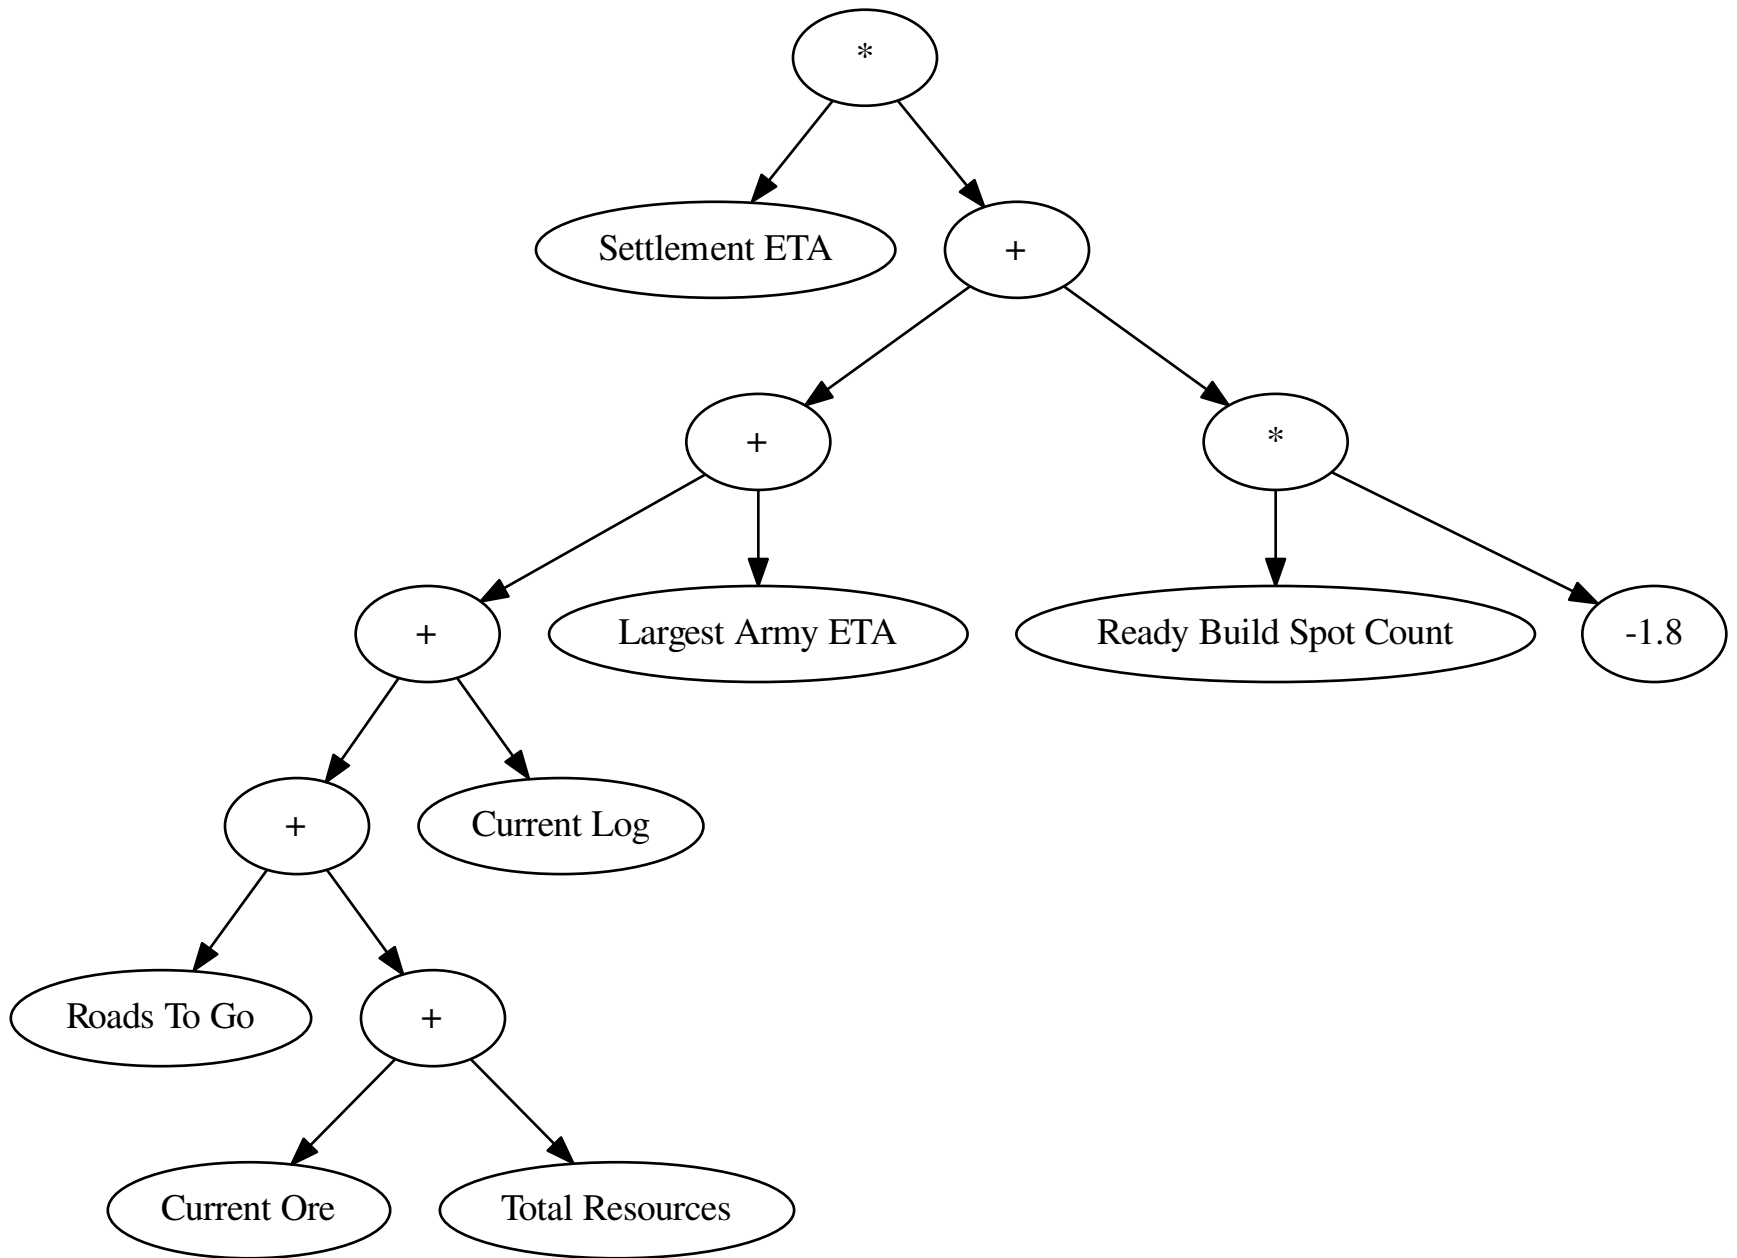 *
Settlement ETA
+
+
*
+
Largest Army ETA
Ready Build Spot Count
-1.8
+
Current Log
Roads To Go
+
Current Ore
Total Resources